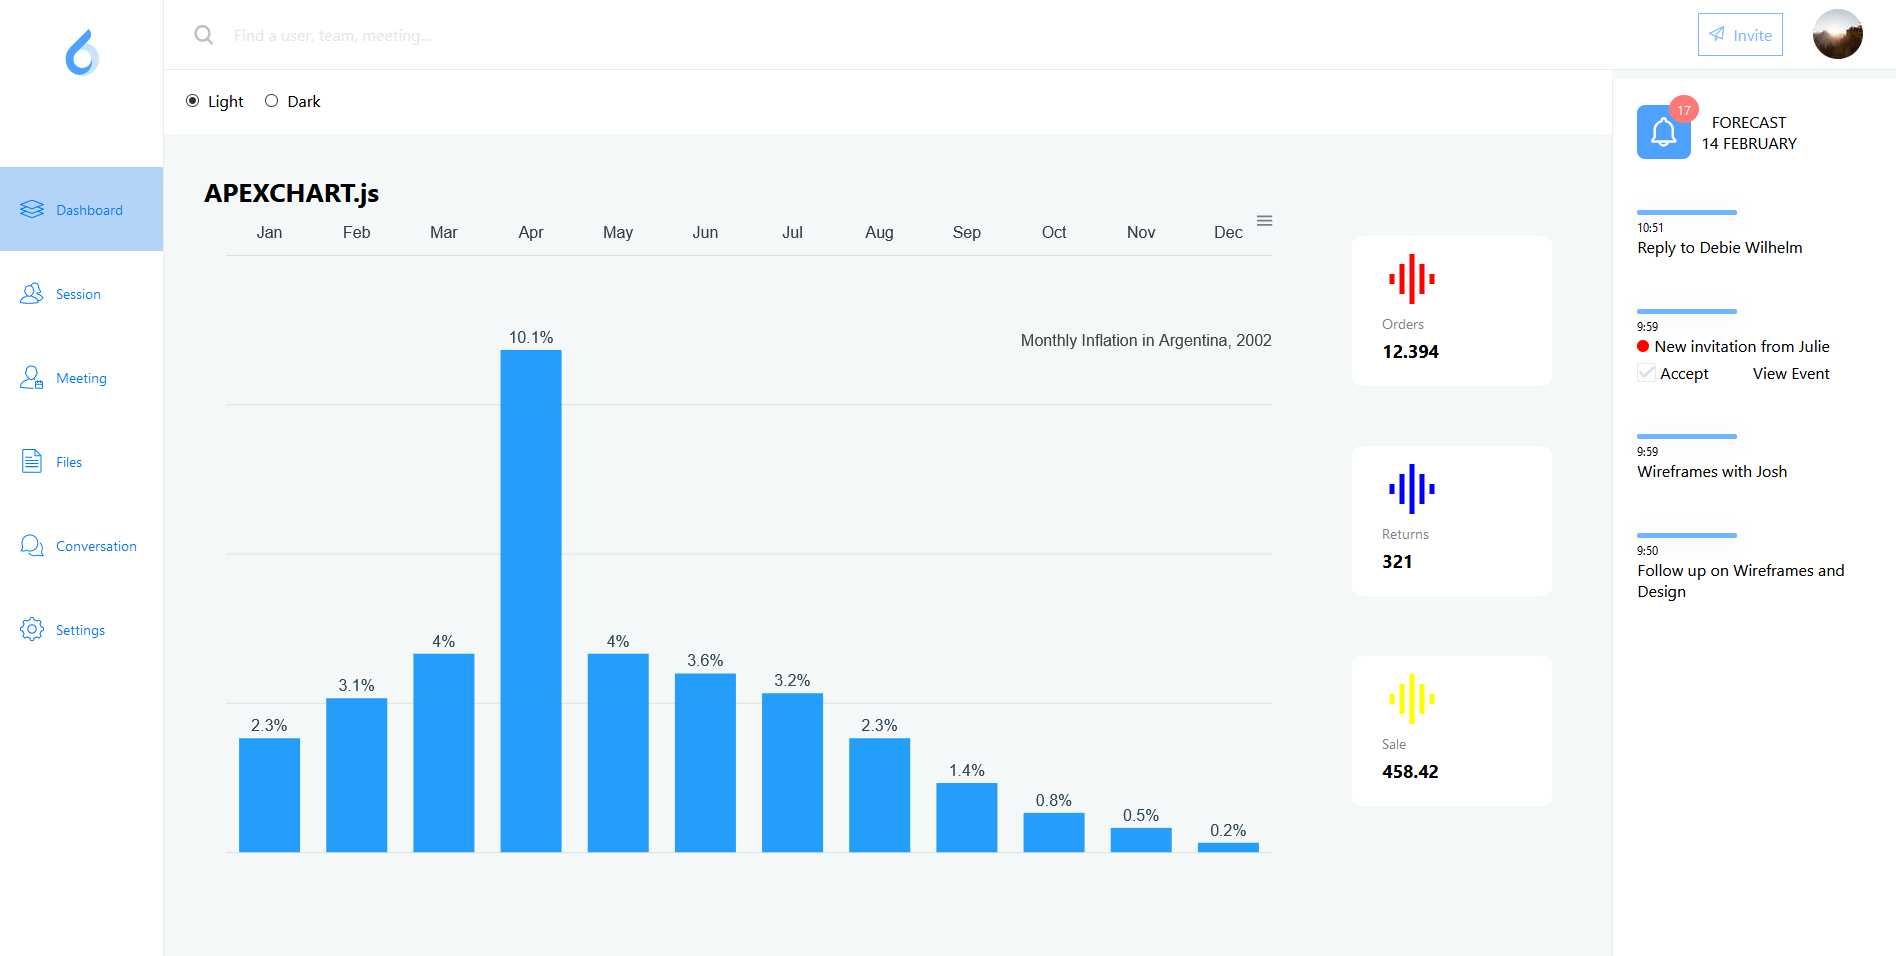 Find a user, team, meeting...
Invite
Light
Dark
Dashboard
Session
Meeting
Files
Conversation
Settings
APEXCHART.js
Jan Feb Mar Apr May Jun Jul Aug Sep Oct Nov Dec
Monthly Inflation in Argentina, 2002
2.3% 3.1% 4% 10.1% 4% 3.6% 3.2% 2.3% 1.4% 0.8% 0.5% 0.2%
Orders
12.394
Returns
321
Sale
458.42
17
FORECAST
14 FEBRUARY
10:51
Reply to Debie Wilhelm
9:59
New invitation from Julie
Accept View Event
9:59
Wireframes with Josh
9:50
Follow up on Wireframes and
Design